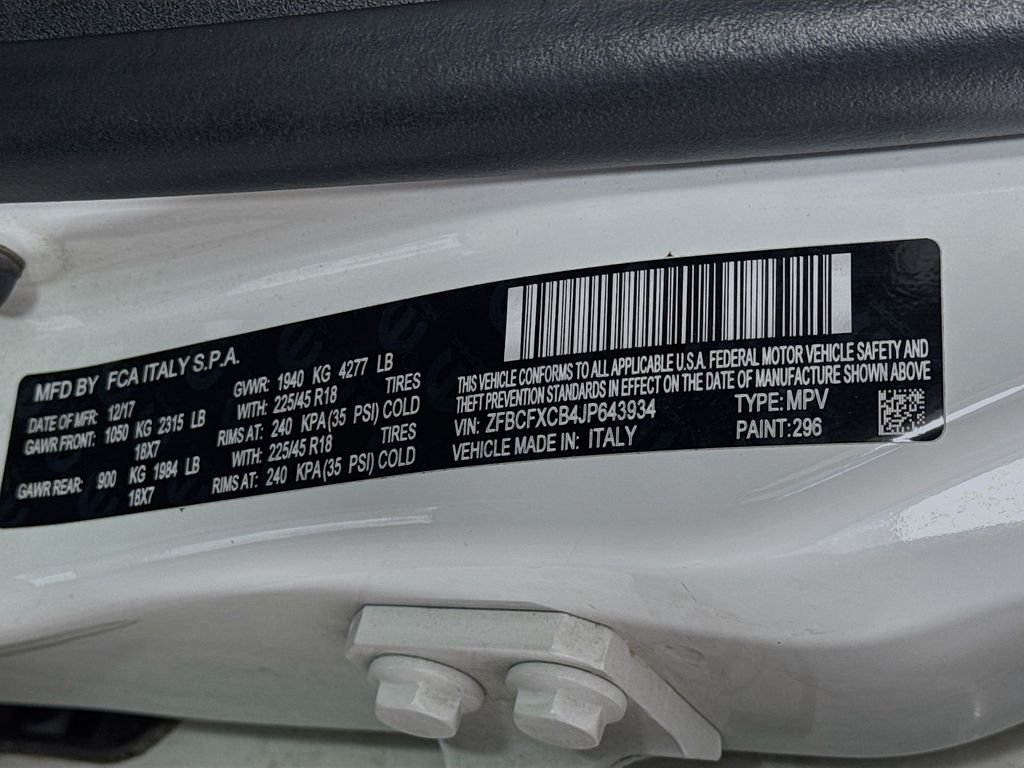 MFD BY FCA ITALY S.P.A.
DATE OF MFR: 12/17 GVWR: 1940 KG 4277 LB
GAWR FRONT: 1050 KG 2315 LB WITH: 225/45 R18 TIRES
18X7 RIMS AT: 240 KPA(35 PSI) COLD
GAWR REAR: 900 KG 1984 LB WITH: 225/45 R18 TIRES
18X7 RIMS AT: 240 KPA(35 PSI) COLD
THIS VEHICLE CONFORMS TO ALL APPLICABLE U.S.A. FEDERAL MOTOR VEHICLE SAFETY AND
THEFT PREVENTION STANDARDS IN EFFECT ON THE DATE OF MANUFACTURE SHOWN ABOVE
VIN: ZFBCFXCB4JP643934 TYPE: MPV
VEHICLE MADE IN: ITALY PAINT: 296